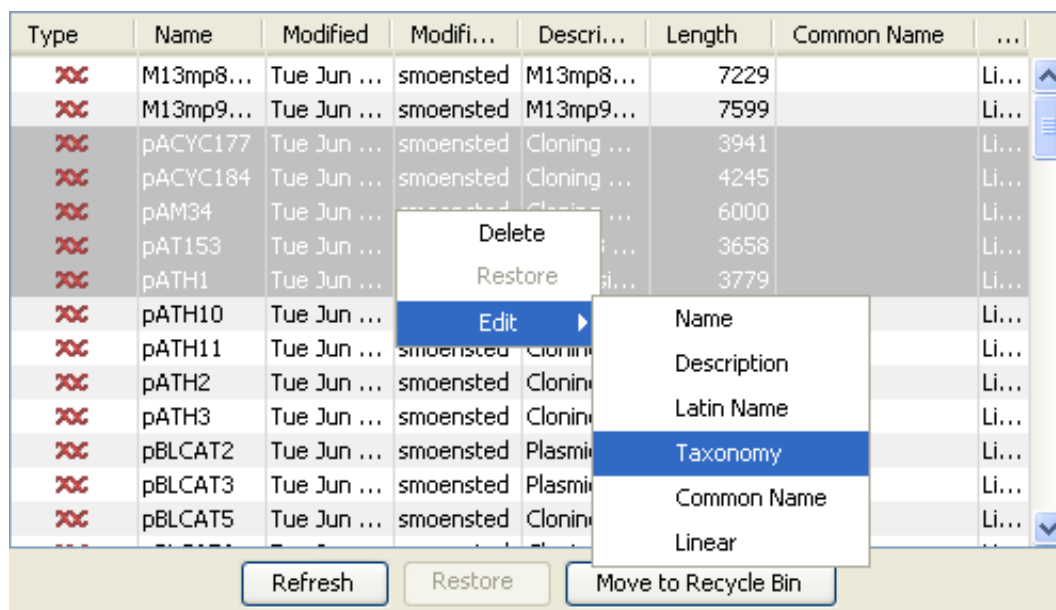 Type Name Modified Modifi... Descri... Length Common Name ...
M13mp8... Tue Jun ... smoensted M13mp8... 7229 Li...
M13mp9... Tue Jun ... smoensted M13mp9... 7599 Li...
pACYC177 Tue Jun ... smoensted Cloning ... 3941 Li...
pACYC184 Tue Jun ... smoensted Cloning ... 4245 Li...
pAM34 Tue Jun ... 6000 Li...
pAT153 Tue Jun ... 3658 Li...
pATH1 Tue Jun ... 3779 Li...
pATH10 Tue Jun ... Li...
pATH11 Tue Jun ... smoensted Li...
pATH2 Tue Jun ... smoensted Li...
pATH3 Tue Jun ... smoensted Li...
pBLCAT2 Tue Jun ... smoensted Li...
pBLCAT3 Tue Jun ... smoensted Li...
pBLCAT5 Tue Jun ... smoensted Li...
Delete
Restore
Edit
Name
Description
Latin Name
Taxonomy
Common Name
Linear
Refresh Restore Move to Recycle Bin